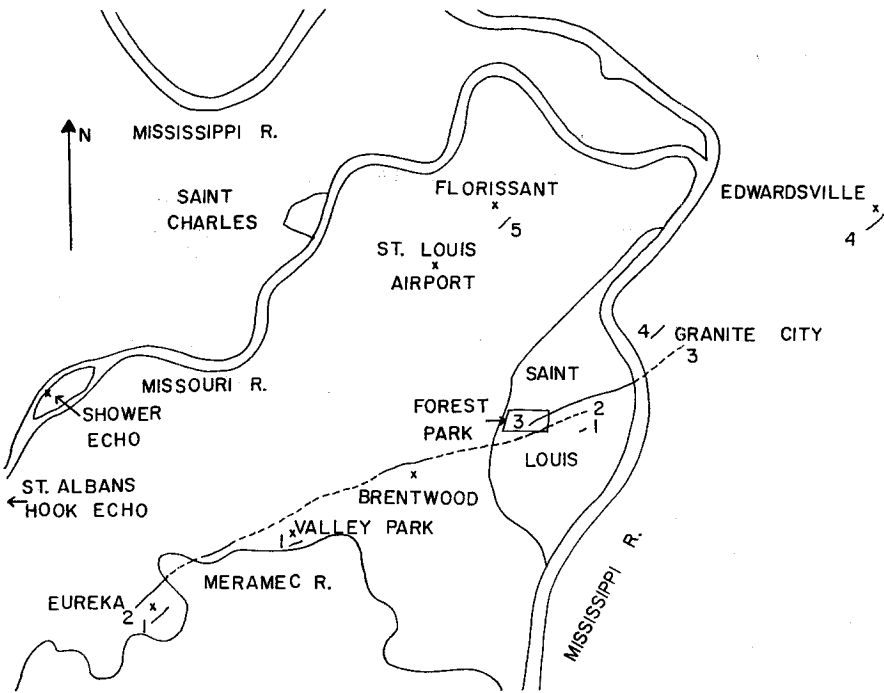 N
MISSISSIPPI R.
SAINT
CHARLES
FLORISSANT
5
EDWARDSVILLE
4
ST. LOUIS
AIRPORT
4
GRANITE CITY
3
MISSOURI R.
SAINT
SHOWER
ECHO
FOREST
PARK
3
2
1
LOUIS
ST. ALBANS
HOOK ECHO
BRENTWOOD
VALLEY PARK
1
MERAMEC R.
EUREKA
2
1
MISSISSIPPI R.